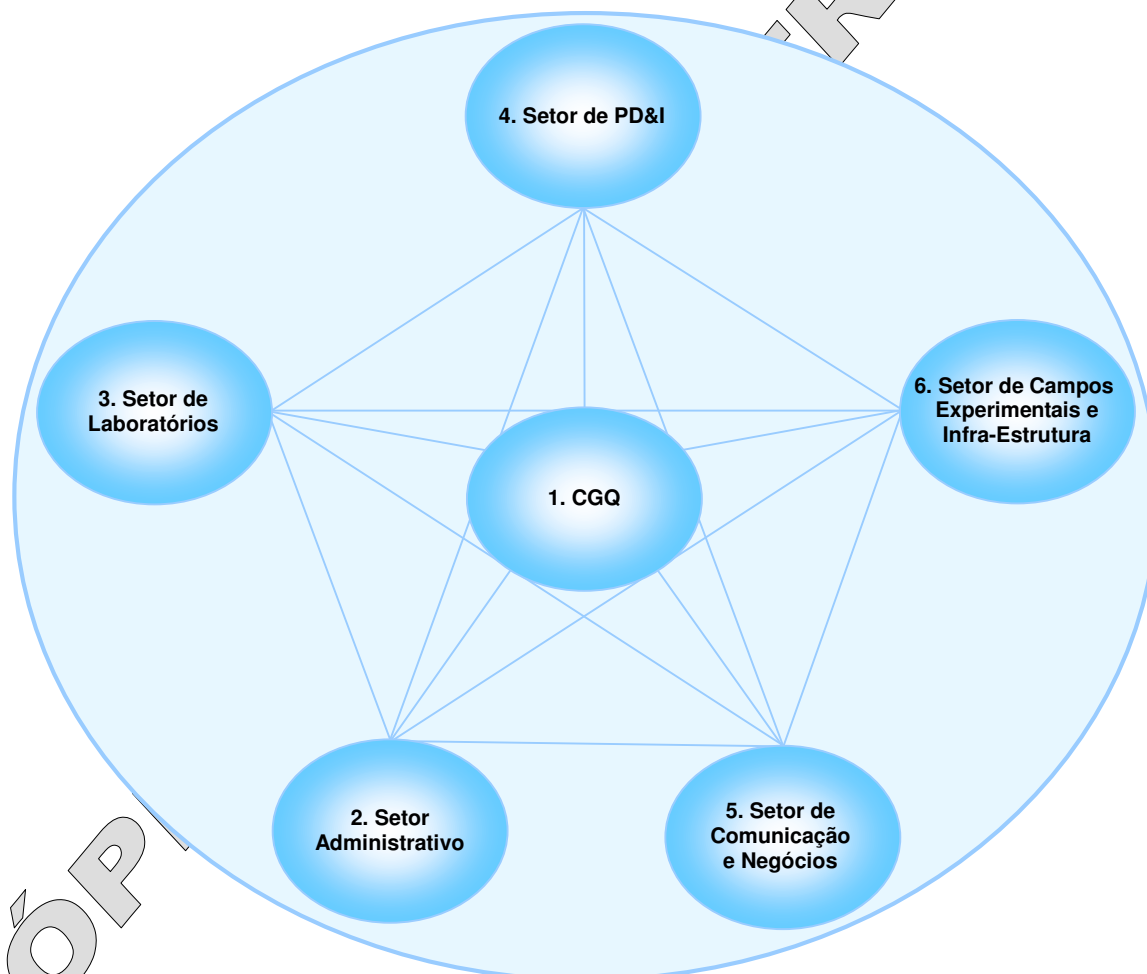 4. Setor de PD&I
3. Setor de
Laboratórios
6. Setor de Campos
Experimentais e
Infra-Estrutura
1. CGQ
2. Setor
Administrativo
5. Setor de
Comunicação
e Negócios